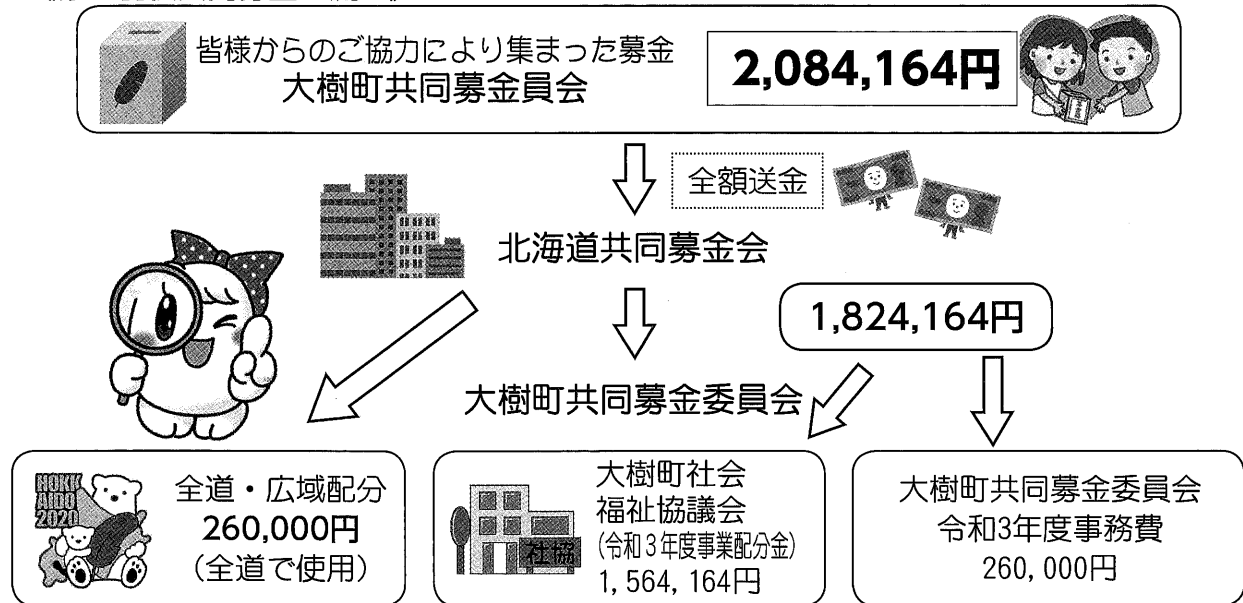 皆様からのご協力により集まった募金
大樹町共同募金員会
2,084,164円
全額送金
北海道共同募金会
1,824,164円
大樹町共同募金委員会
HOKK
AIDO
2020
全道・広域配分
260,000円
(全道で使用)
社協
大樹町社会
福祉協議会
(令和3年度事業配分金)
1,564,164円
大樹町共同募金委員会
令和3年度事務費
260,000円